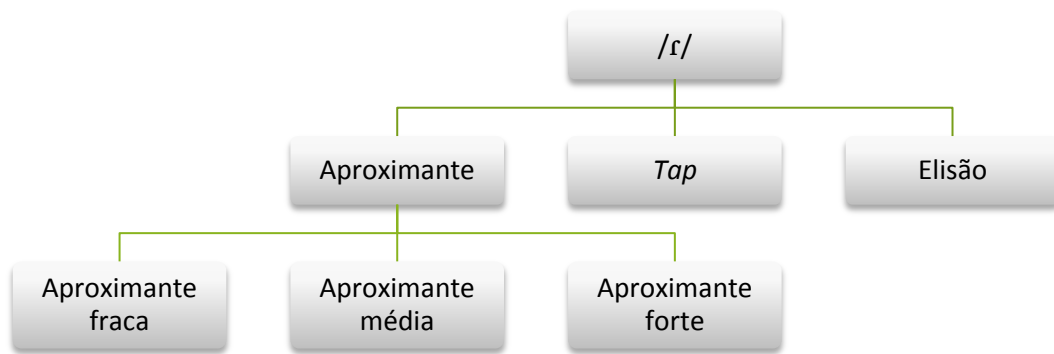 /ɾ/
Aproximante
Tap
Elisão
Aproximante
fraca
Aproximante
média
Aproximante
forte